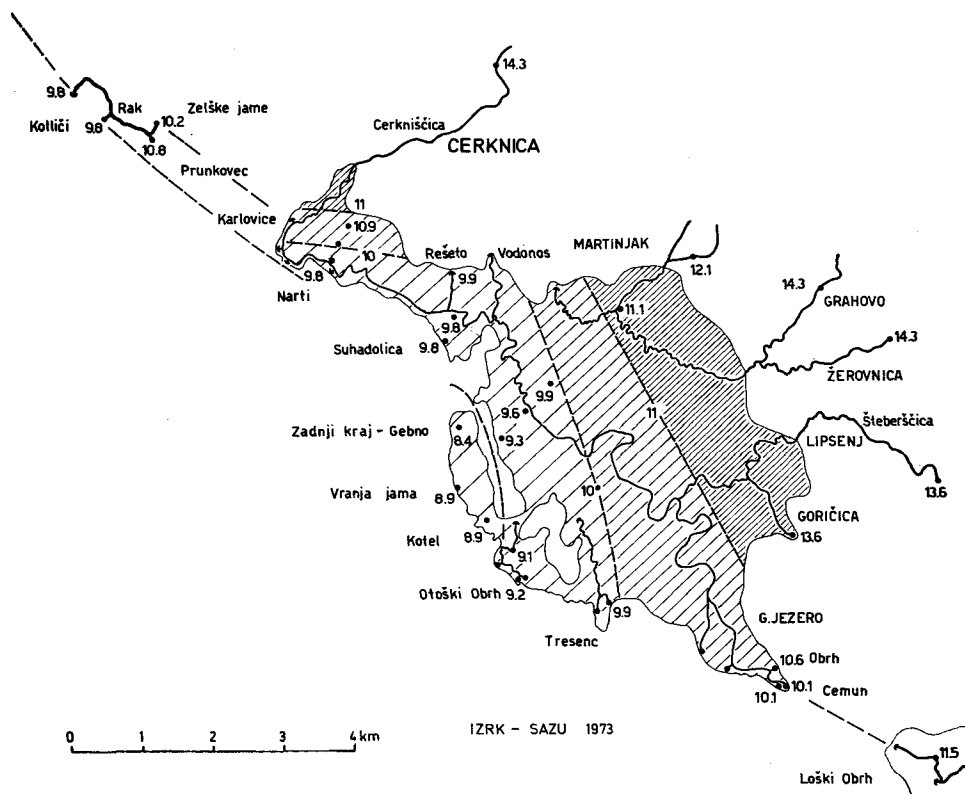 14.3
9.8
Rak
10.2
Zelške jame
Kotliči
9.8
10.8
Cerkniščica
CERKNICA
Prunkovec
11
Karlovice
10.9
10
Rešeto
Vodonos
MARTINJAK
12.1
9.8
9.9
14.3
Narti
11.1
GRAHOVO
9.8
Suhadolica
9.8
14.3
ŽEROVNICA
9.9
9.6
11
Šteberščica
Zadnji kraj - Gebno
8.4
9.3
LIPSENJ
Vranja jama
8.9
10
13.6
GORIČICA
Kotel
8.9
9.1
13.6
Otoški Obrh
9.2
9.9
G.JEZERO
Tresenc
10.6
Obrh
10.1
10.1
Cemun
IZRK - SAZU 1973
0 1 2 3 4 km
11.5
Loški Obrh